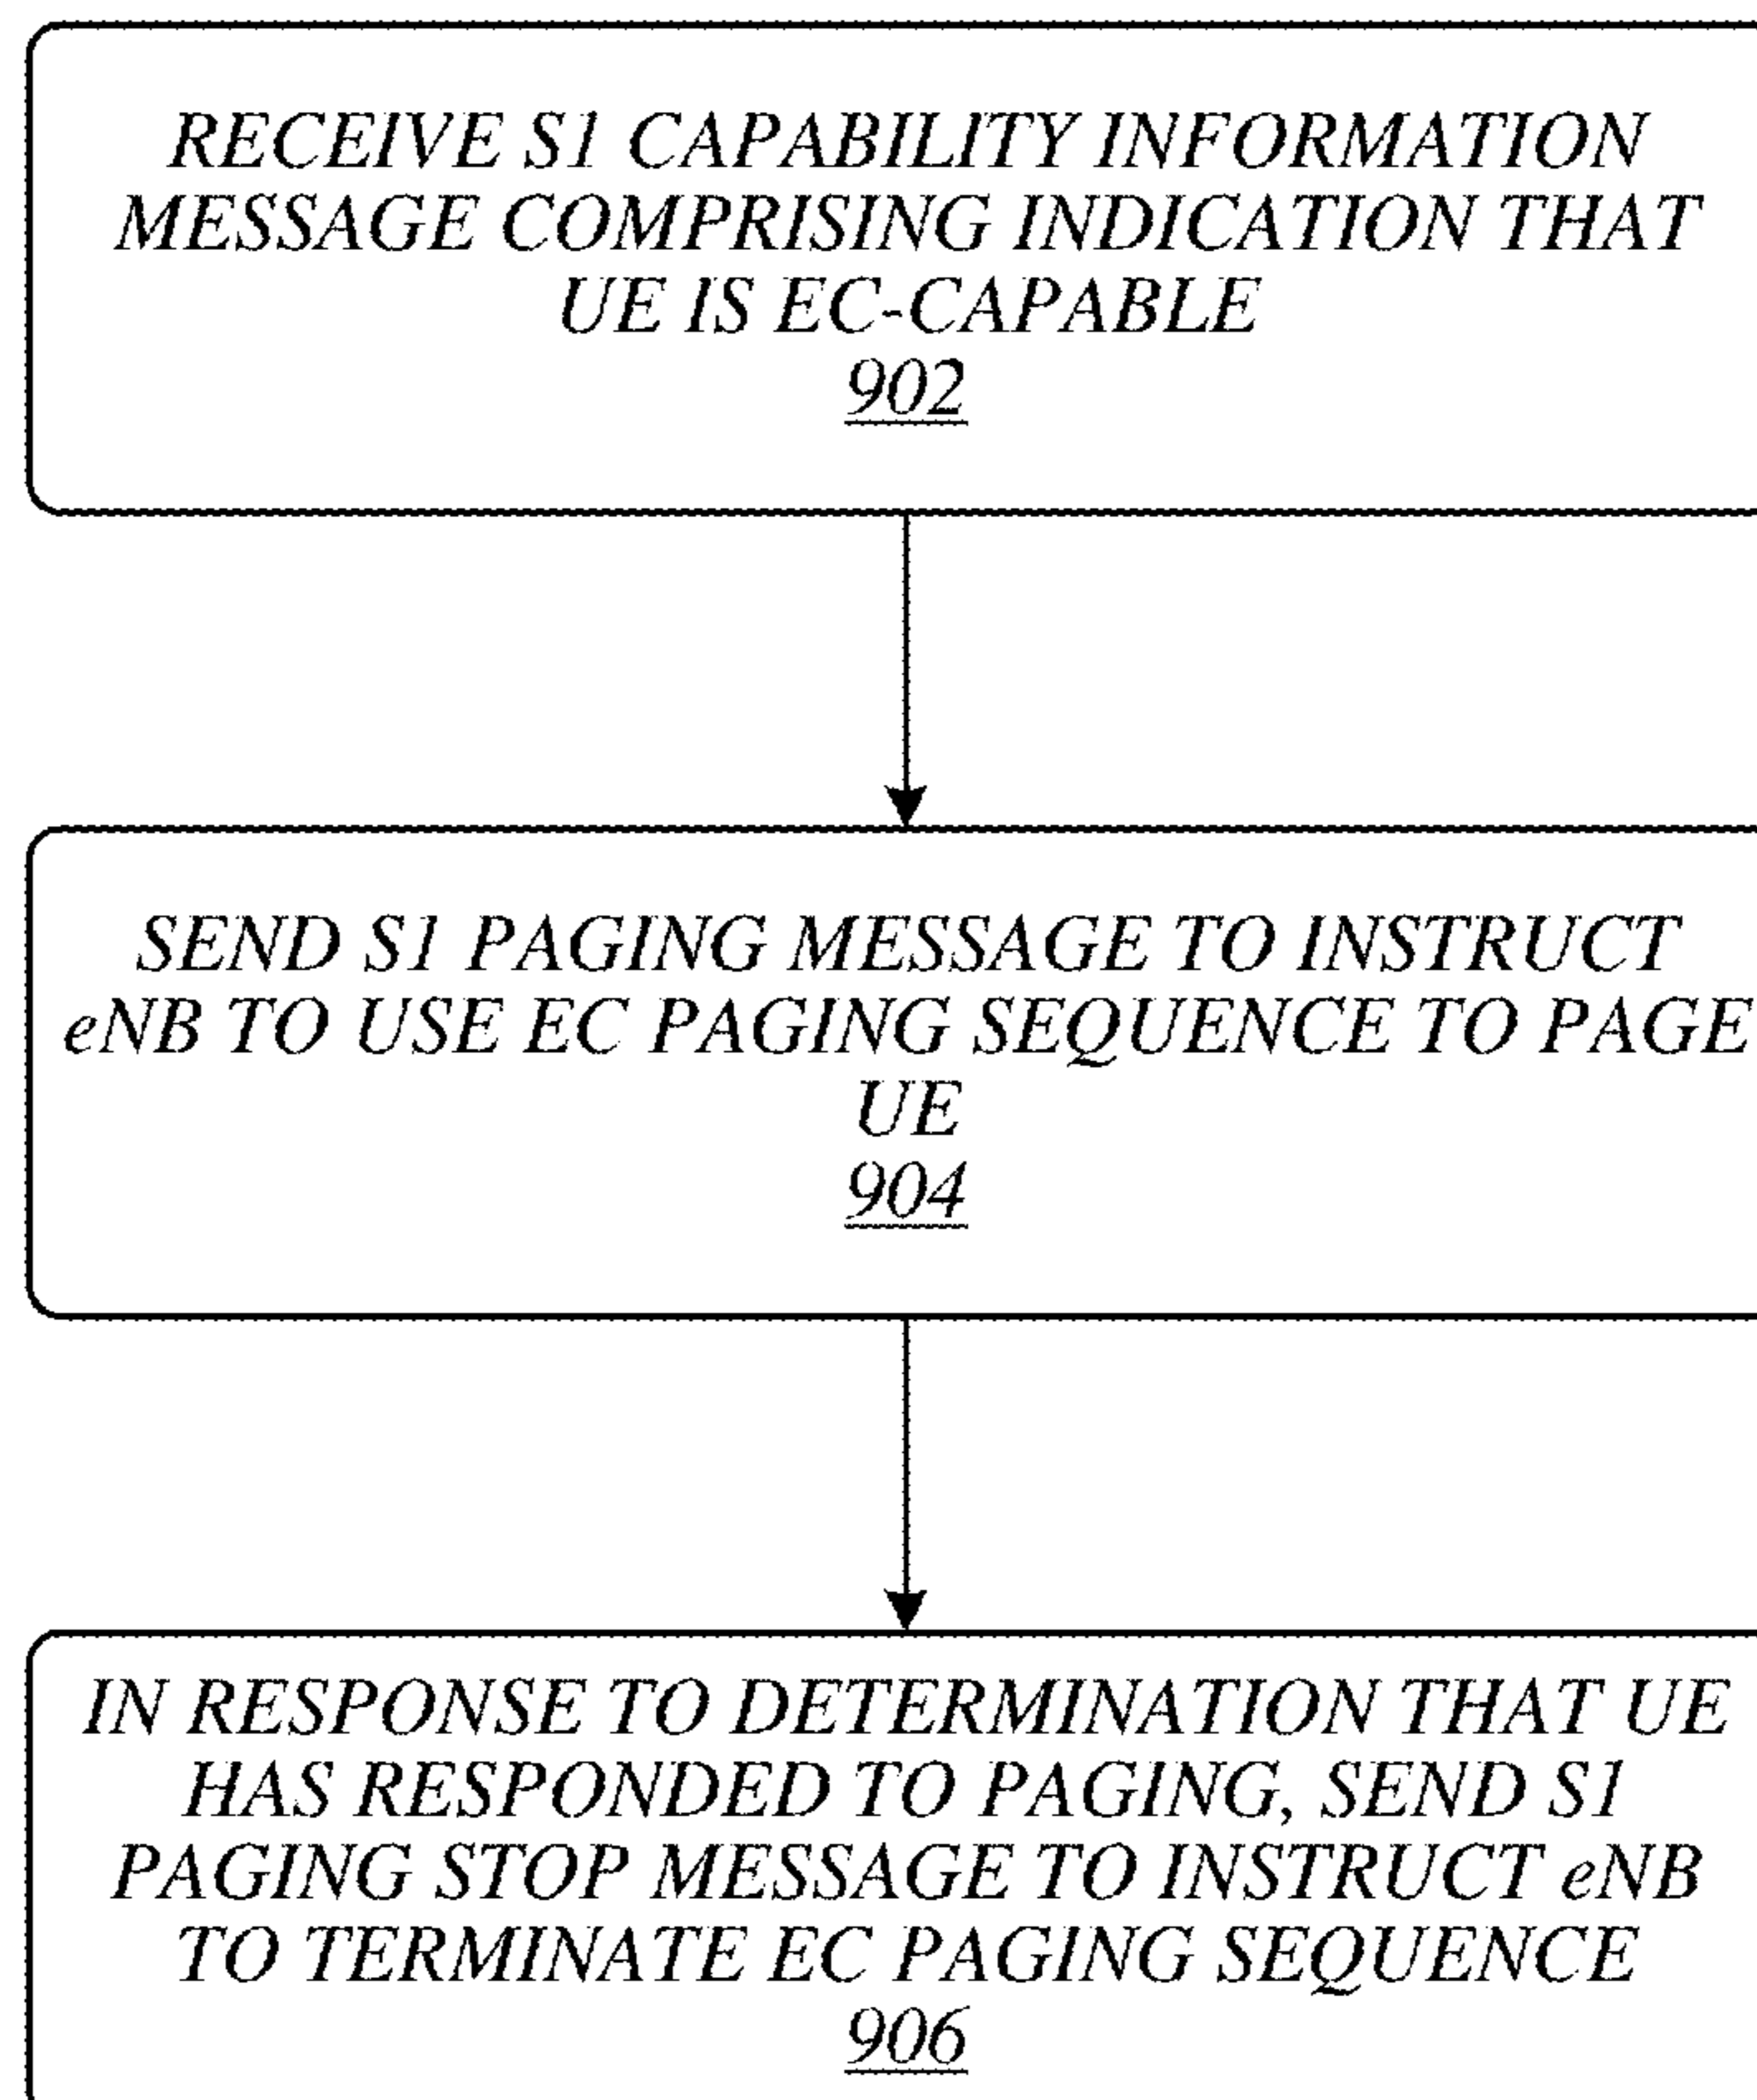 RECEIVE S1 CAPABILITY INFORMATION
MESSAGE COMPRISING INDICATION THAT
UE IS EC-CAPABLE
902
SEND S1 PAGING MESSAGE TO INSTRUCT
eNB TO USE EC PAGING SEQUENCE TO PAGE
UE
904
IN RESPONSE TO DETERMINATION THAT UE
HAS RESPONDED TO PAGING, SEND S1
PAGING STOP MESSAGE TO INSTRUCT eNB
TO TERMINATE EC PAGING SEQUENCE
906